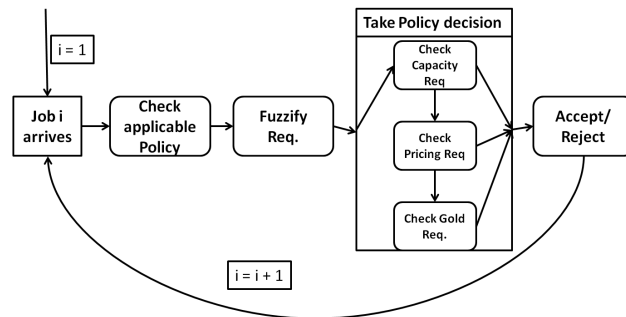 i = 1
Take Policy decision
Job i
arrives
Check
applicable
Policy
Fuzzify
Req.
Check
Capacity
Req
Check
Pricing Req
Check Gold
Req.
Accept/
Reject
i = i + 1